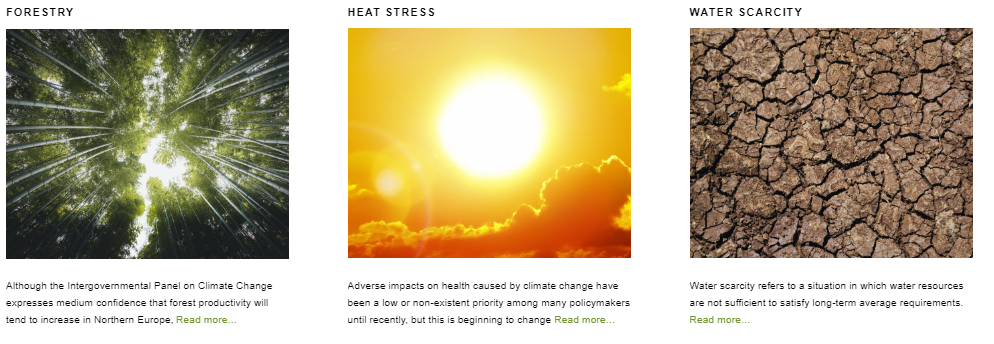 FORESTRY
Although the Intergovernmental Panel on Climate Change
expresses medium confidence that forest productivity will
tend to increase in Northern Europe, Read more...
HEAT STRESS
Adverse impacts on health caused by climate change have
been a low or non-existent priority among many policymakers
until recently, but this is beginning to change Read more...
WATER SCARCITY
Water scarcity refers to a situation in which water resources
are not sufficient to satisfy long-term average requirements.
Read more...